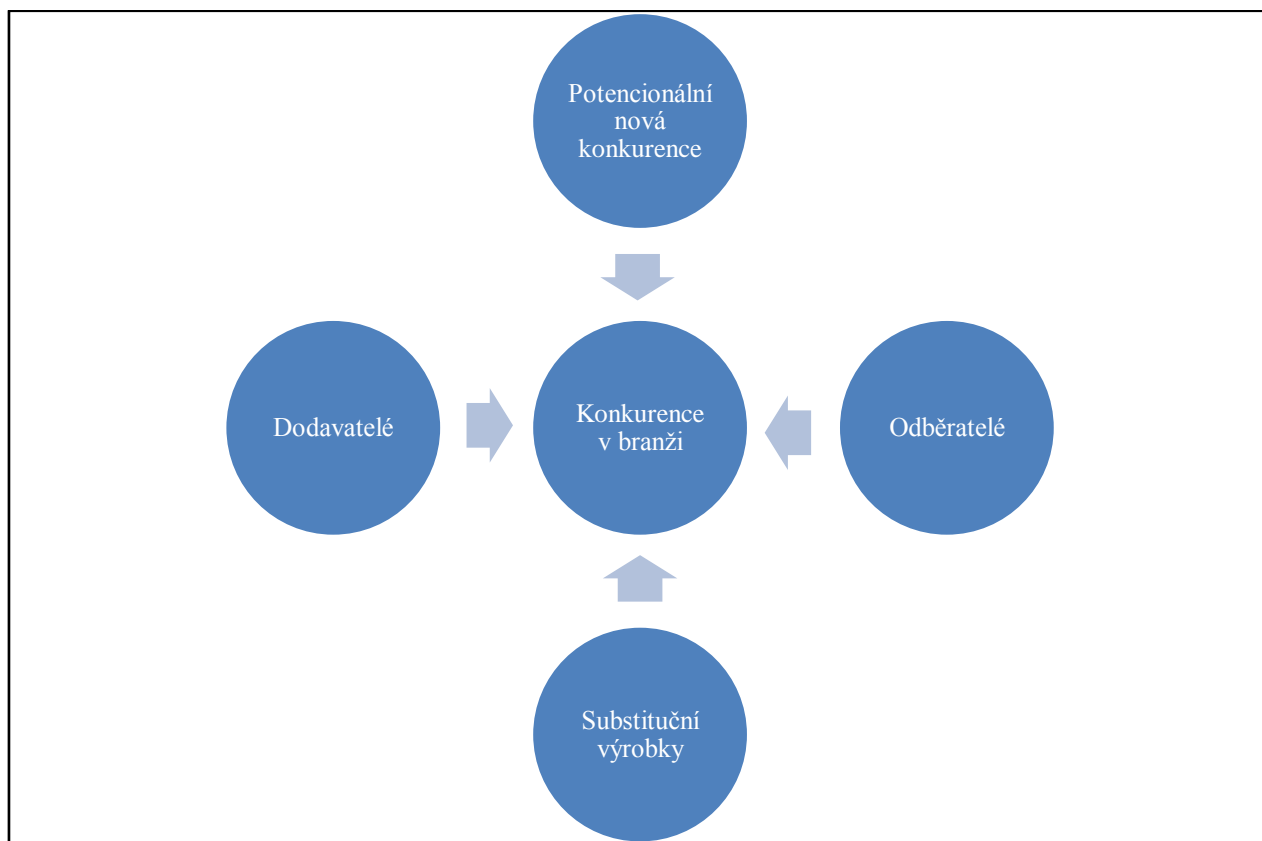 Potencionální
nová
konkurence
Dodavatelé
Konkurence
v branži
Odběratelé
Substituční
výrobky